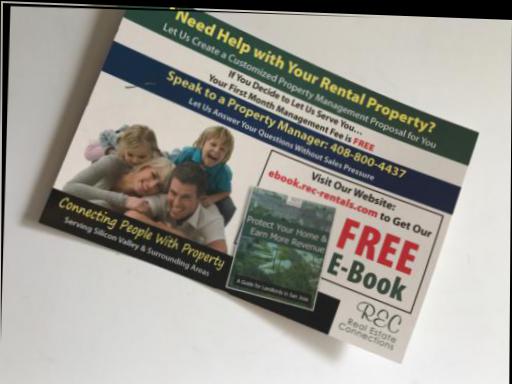 Need Help with Your Rental Property?
Let Us Create a Customized Property Management Proposal for You
If You Decide to Let Us Serve You...
Your First Month Management Fee is FREE
Speak to a Property Manager: 408-800-4437
Let Us Answer Your Questions Without Sales Pressure
Visit Our Website:
ebook.rec-rentals.com to Get Our
FREE
E-Book
Protect Your Home &
Earn More Revenue
A Guide for Landlords in San Jose
Connecting People With Property
Serving Silicon Valley & Surrounding Areas
REC
Real Estate
Connections